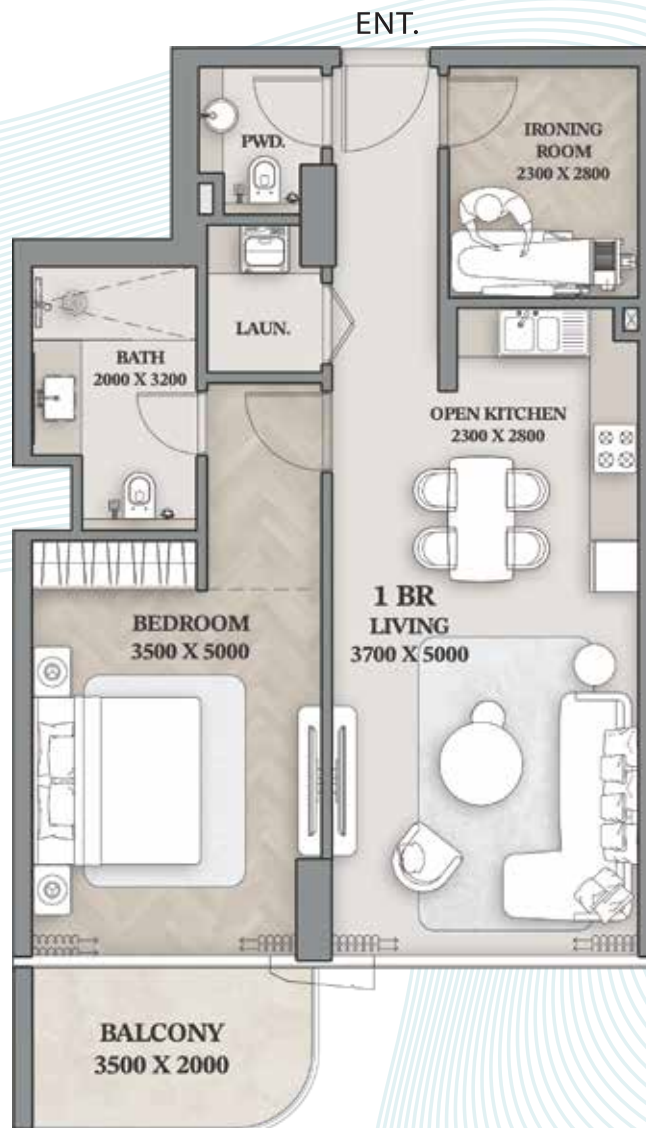 ENT.
PWD.
IRONING
ROOM
2300 X 2800
LAUN.
BATH
2000 X 3200
OPEN KITCHEN
2300 X 2800
1 BR
LIVING
3700 X 5000
BEDROOM
3500 X 5000
BALCONY
3500 X 2000